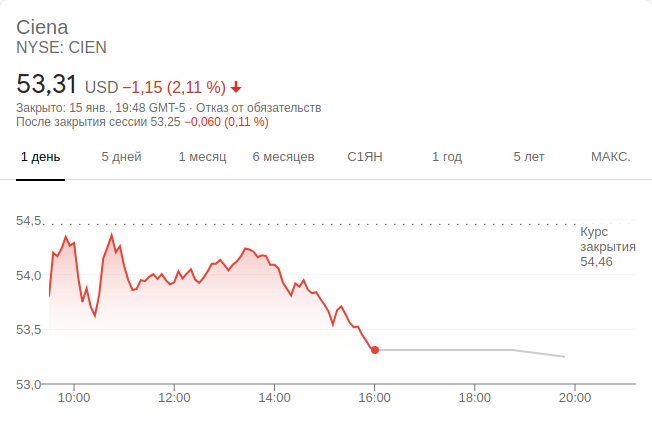 Ciena
NYSE: CIEN
53,31 USD −1,15 (2,11 %)
Закрыто: 15 янв., 19:48 GMT-5 · Отказ от обязательств
После закрытия сессии 53,25 −0,060 (0,11 %)
1 день 5 дней 1 месяц 6 месяцев С1ЯН 1 год 5 лет МАКС.
54,5
Курс
закрытия
54,46
54,0
53,5
53,0
10:00 12:00 14:00 16:00 18:00 20:00